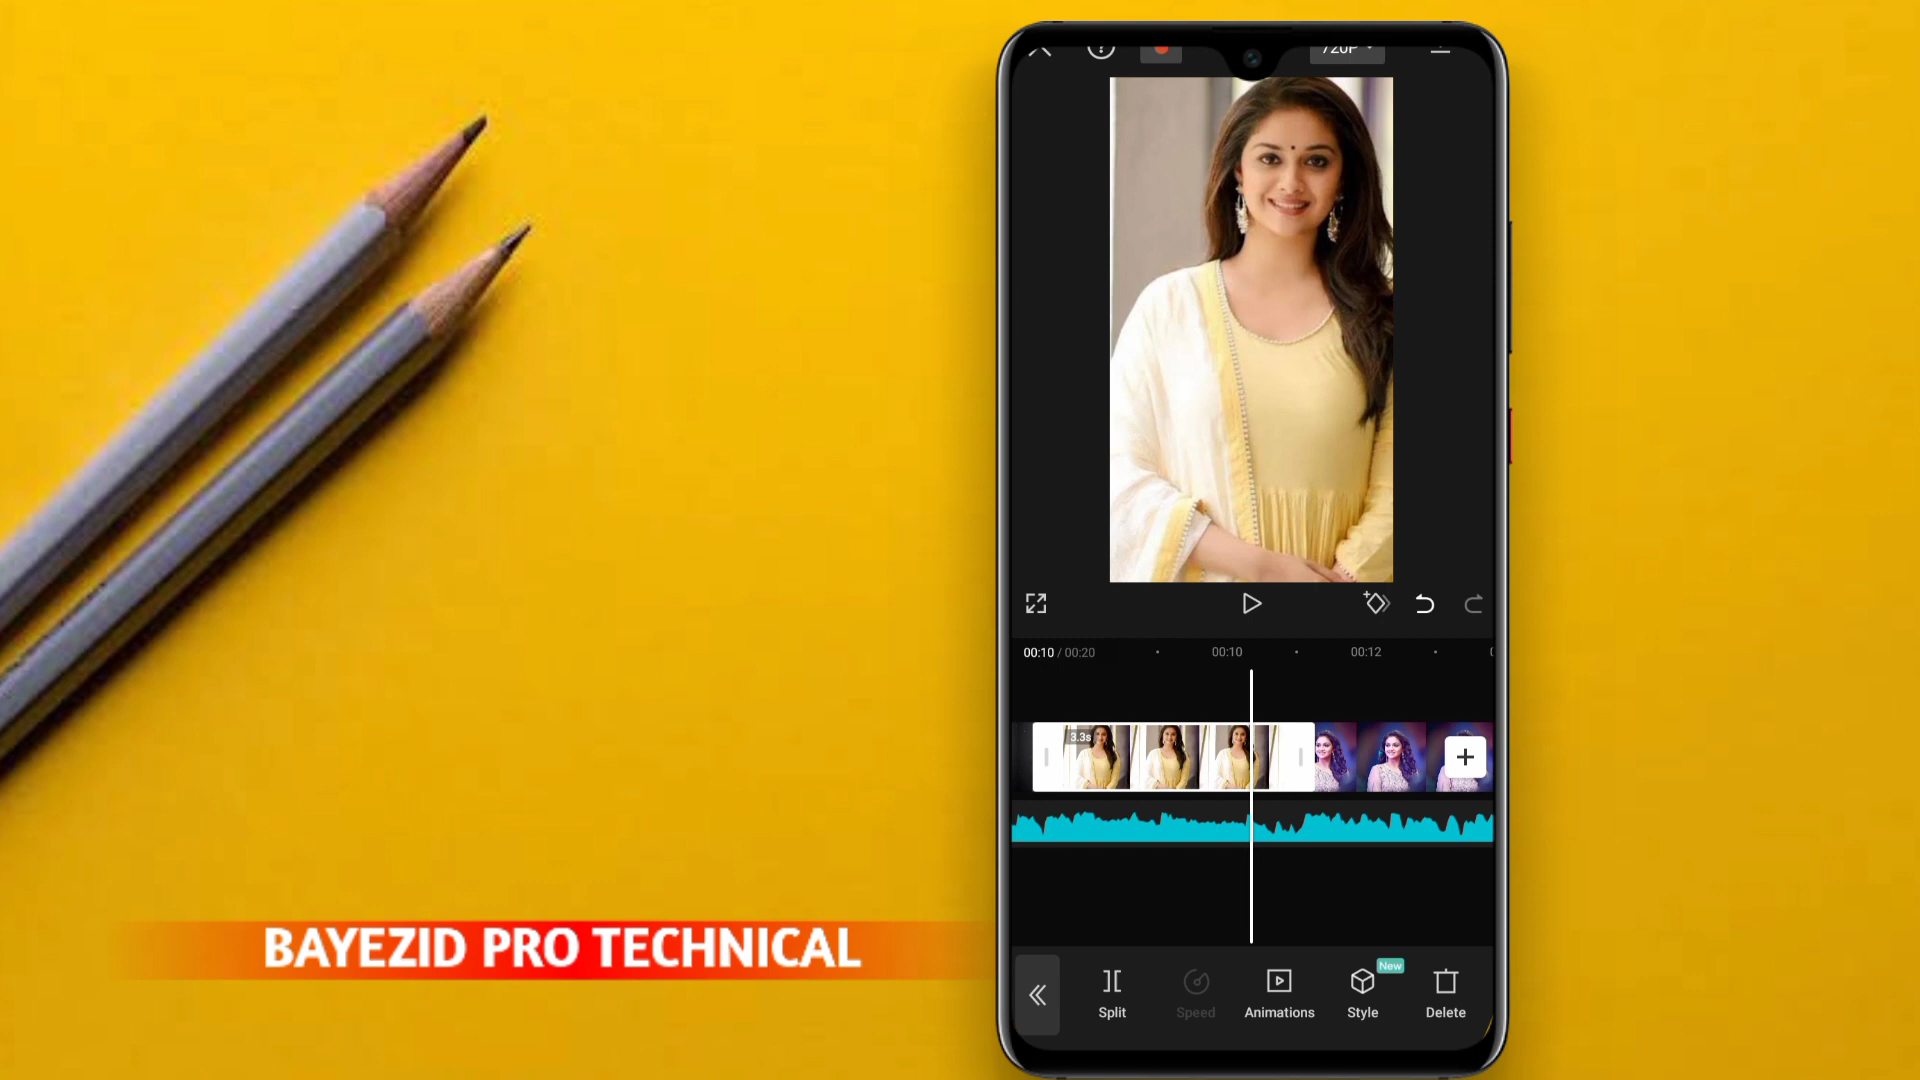 720P
00:10 / 00:20
00:10
00:12
3.3s
BAYEZID PRO TECHNICAL
New
Split
Speed
Animations
Style
Delete